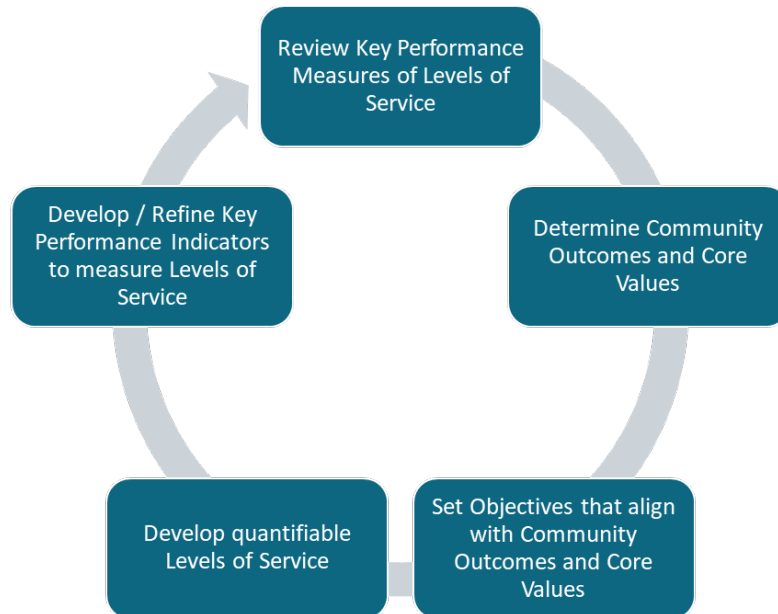 Review Key Performance
Measures of Levels of
Service
Determine Community
Outcomes and Core
Values
Set Objectives that align
with Community
Outcomes and Core
Values
Develop quantifiable
Levels of Service
Develop / Refine Key
Performance Indicators
to measure Levels of
Service